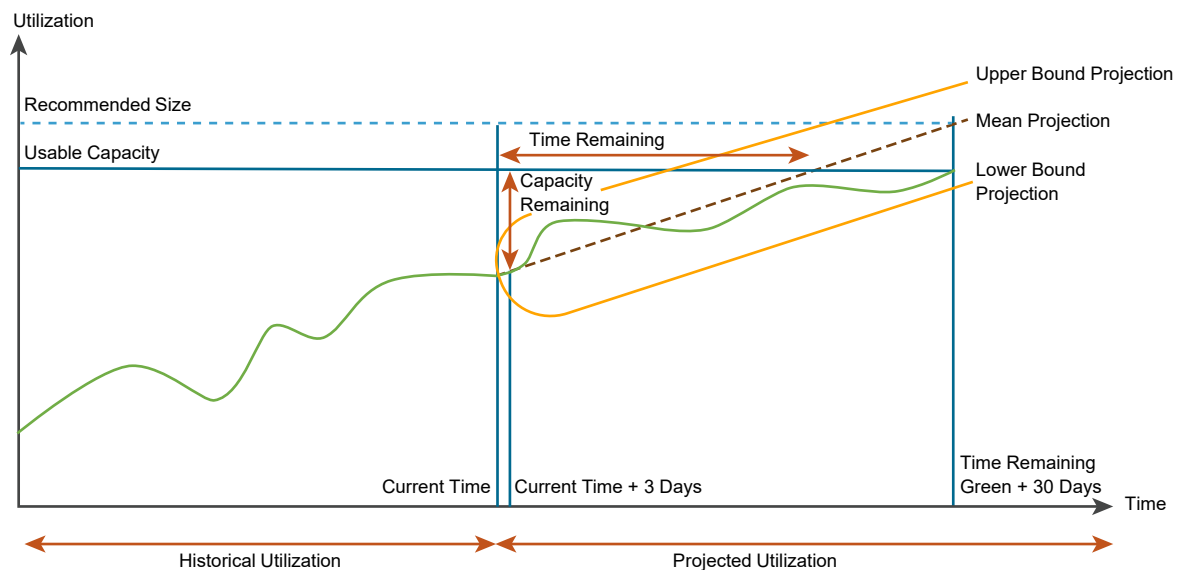 Utilization
Upper Bound Projection
Recommended Size
Mean Projection
Time Remaining
Usable Capacity
Lower Bound
Projection
Capacity
Remaining
Time Remaining
Green + 30 Days
Current Time
Current Time + 3 Days
Time
Historical Utilization
Projected Utilization